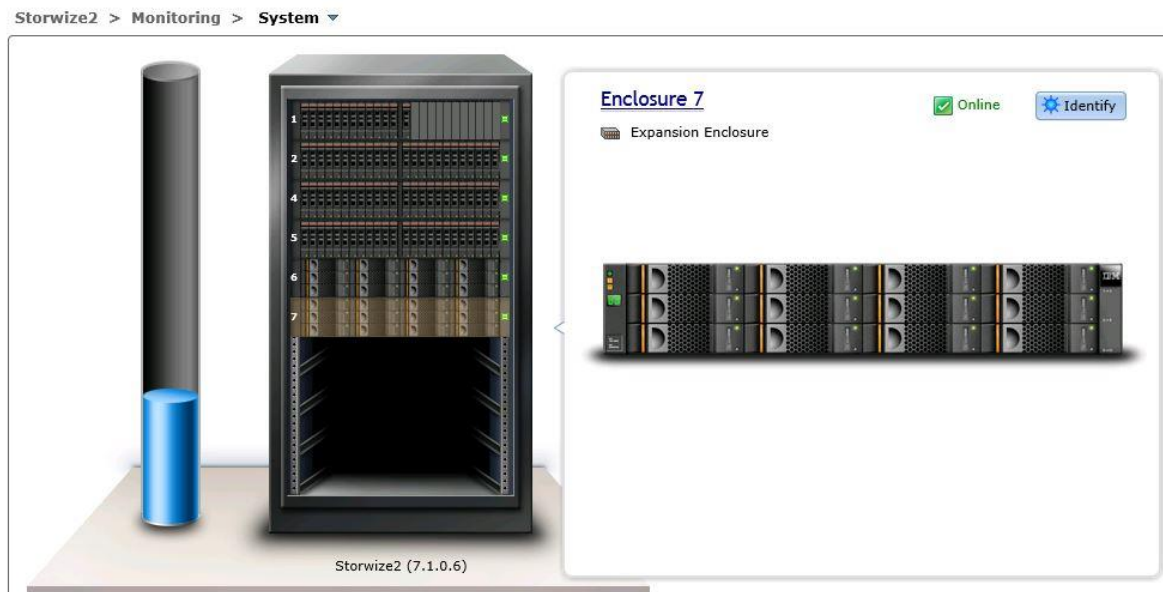 Storwize2 > Monitoring > System
Enclosure 7
Online
Identify
Expansion Enclosure
1
2
4
5
6
7
IBM
Storwize2 (7.1.0.6)